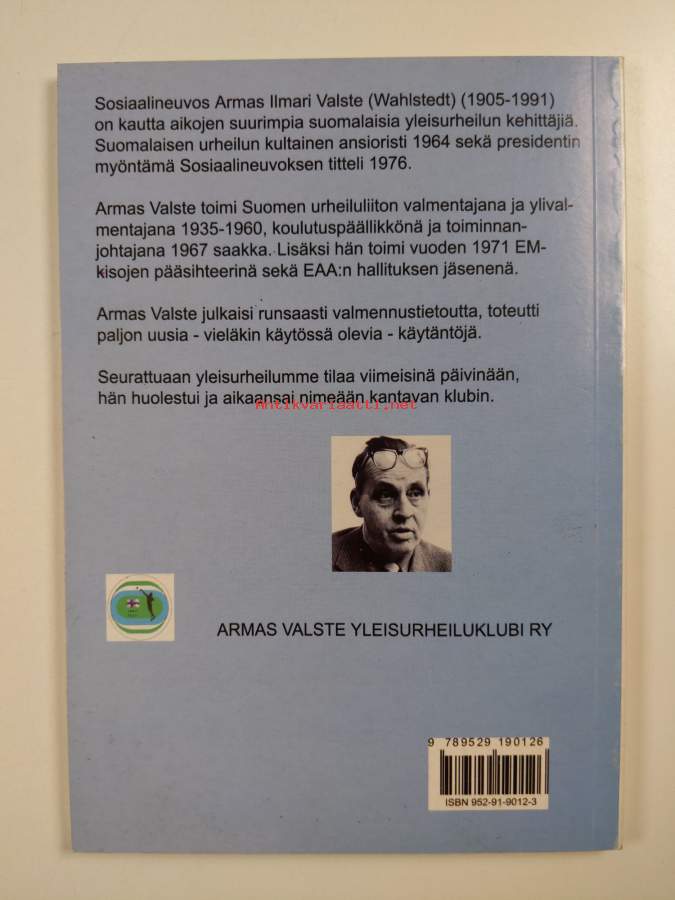 Sosiaalineuvos Armas Ilmari Valste (Wahlstedt) (1905-1991)
on kautta aikojen suurimpia suomalaisia yleisurheilun kehittäjiä.
Suomalaisen urheilun kultainen ansioristi 1964 sekä presidentin
myöntämä Sosiaalineuvoksen titteli 1976.
Armas Valste toimi Suomen urheiluliiton valmentajana ja ylival-
mentajana 1935-1960, koulutuspäällikkönä ja toiminnan-
johtajana 1967 saakka. Lisäksi hän toimi vuoden 1971 EM-
kisojen pääsihteerinä sekä EAA:n hallituksen jäsenenä.
Armas Valste julkaisi runsaasti valmennustietoutta, toteutti
paljon uusia - vieläkin käytössä olevia - käytäntöjä.
Seurattuaan yleisurheilumme tilaa viimeisinä päivinään,
hän huolestui ja aikaansai nimeään kantavan klubin.
Antikvariaatti.net
ARMAS VALSTE YLEISURHEILUKLUBI RY
9 789529 190126
ISBN 952-91-9012-3